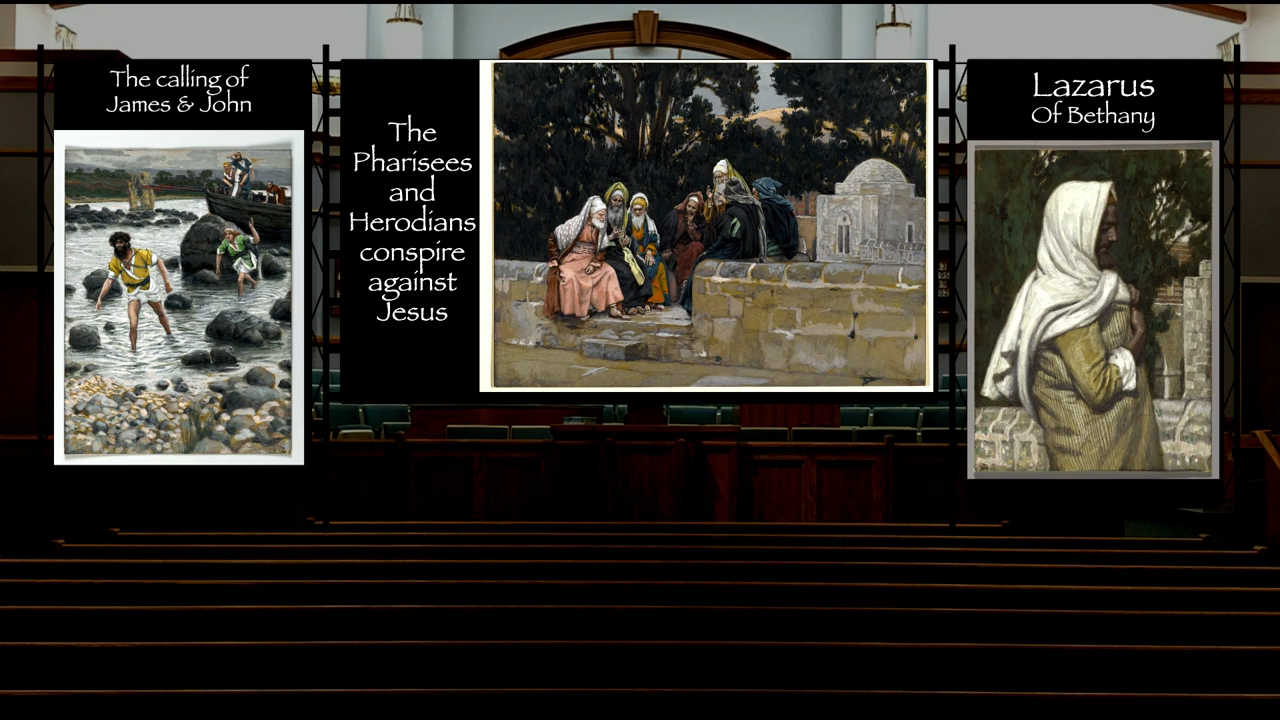 The calling of
James & John
The
Pharisees
and
Herodians
conspire
against
Jesus
Lazarus
Of Bethany